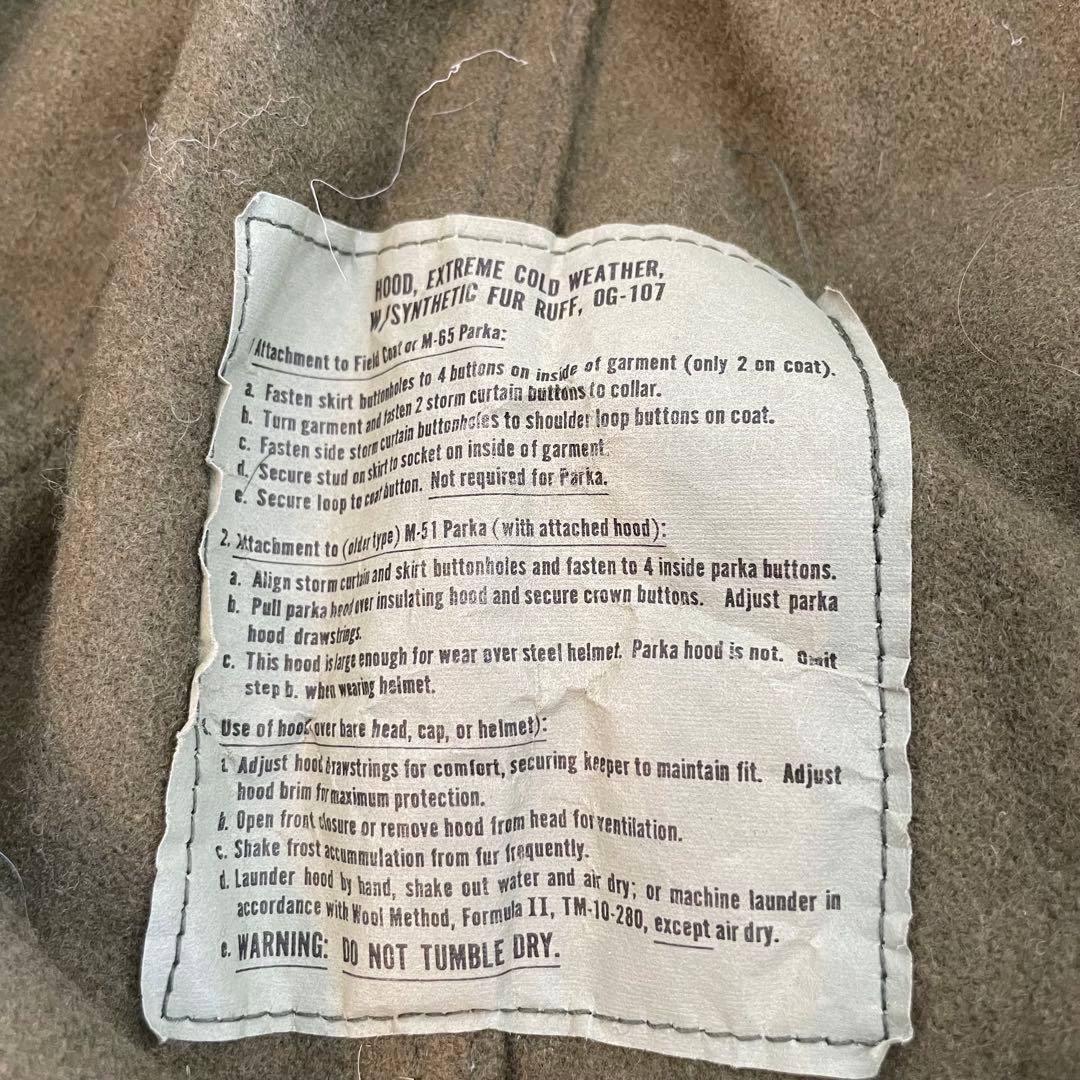 HOOD, EXTREME COLD WEATHER,
W/SYNTHETIC FUR RUFF, OG-107
Attachment to Field Coat or M-65 Parka:
a. Fasten skirt buttonholes to 4 buttons on inside of garment (only 2 on coat).
b. Turn garment and fasten 2 storm curtain buttons to collar.
c. Fasten side storm curtain buttonholes to shoulder loop buttons on coat.
d. Secure stud on skirt to socket on inside of garment.
e. Secure loop to coat button. Not required for Parka.
2. Attachment to (older type) M-51 Parka (with attached hood):
a. Align storm curtain and skirt buttonholes and fasten to 4 inside parka buttons.
b. Pull parka hood over insulating hood and secure crown buttons. Adjust parka
hood drawstrings.
c. This hood is large enough for wear over steel helmet. Parka hood is not. Omit
step b. when wearing helmet.
Use of hood (over bare head, cap, or helmet):
a. Adjust hood drawstrings for comfort, securing keeper to maintain fit. Adjust
hood brim for maximum protection.
b. Open front closure or remove hood from head for ventilation.
c. Shake frost accummulation from fur frequently.
d. Launder hood by hand, shake out water and air dry; or machine launder in
accordance with Wool Method, Formula II, TM-10-280, except air dry.
e. WARNING: DO NOT TUMBLE DRY.